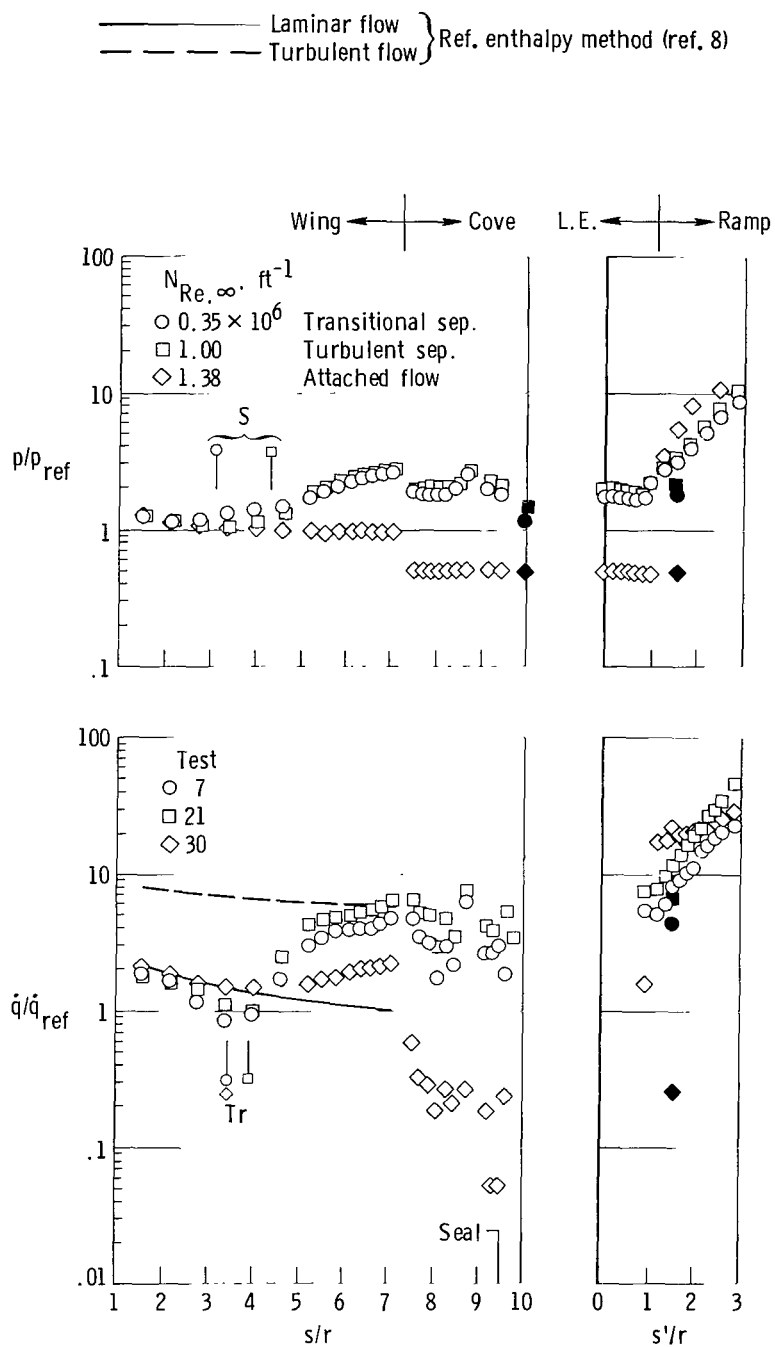 Laminar flow
Turbulent flow
Ref. enthalpy method (ref. 8)
Wing
Cove
L.E.
Ramp
100
10
1
.1
p/p_ref
N_Re,∞, ft⁻¹
0.35 × 10⁶ Transitional sep.
1.00 Turbulent sep.
1.38 Attached flow
S
100
10
1
.1
.01
q̇/q̇_ref
Test
7
21
30
Tr
Seal
1 2 3 4 5 6 7 8 9 10
0 1 2 3
s/r
s'/r